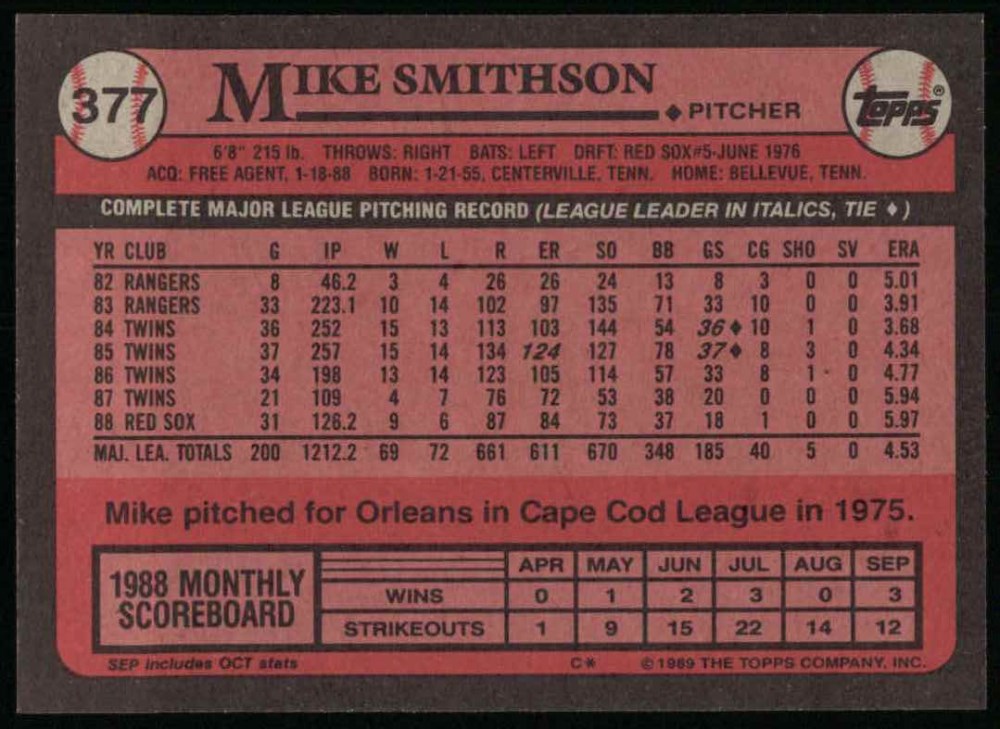 377
MIKE SMITHSON
♦ PITCHER
TOPPS®
6'8" 215 lb. THROWS: RIGHT BATS: LEFT DRFT: RED SOX#5-JUNE 1976
ACQ: FREE AGENT, 1-18-88 BORN: 1-21-55, CENTERVILLE, TENN. HOME: BELLEVUE, TENN.
COMPLETE MAJOR LEAGUE PITCHING RECORD (LEAGUE LEADER IN ITALICS, TIE ♦)
YR CLUB G IP W L R ER SO BB GS CG SHO SV ERA
82 RANGERS 8 46.2 3 4 26 26 24 13 8 3 0 0 5.01
83 RANGERS 33 223.1 10 14 102 97 135 71 33 10 0 0 3.91
84 TWINS 36 252 15 13 113 103 144 54 36♦ 10 1 0 3.68
85 TWINS 37 257 15 14 134 124 127 78 37♦ 8 3 0 4.34
86 TWINS 34 198 13 14 123 105 114 57 33 8 1 0 4.77
87 TWINS 21 109 4 7 76 72 53 38 20 0 0 0 5.94
88 RED SOX 31 126.2 9 6 87 84 73 37 18 1 0 0 5.97
MAJ. LEA. TOTALS 200 1212.2 69 72 661 611 670 348 185 40 5 0 4.53
Mike pitched for Orleans in Cape Cod League in 1975.
1988 MONTHLY
SCOREBOARD
APR MAY JUN JUL AUG SEP
WINS 0 1 2 3 0 3
STRIKEOUTS 1 9 15 22 14 12
SEP includes OCT stats
C* © 1989 THE TOPPS COMPANY, INC.